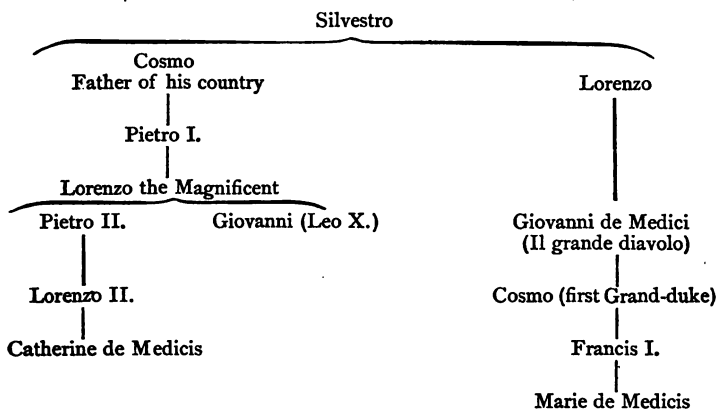 Silvestro
Cosmo
Father of his country
Lorenzo
Pietro I.
Lorenzo the Magnificent
Pietro II.
Giovanni (Leo X.)
Giovanni de Medici
(Il grande diavolo)
Lorenzo II.
Cosmo (first Grand-duke)
Catherine de Medicis
Francis I.
Marie de Medicis